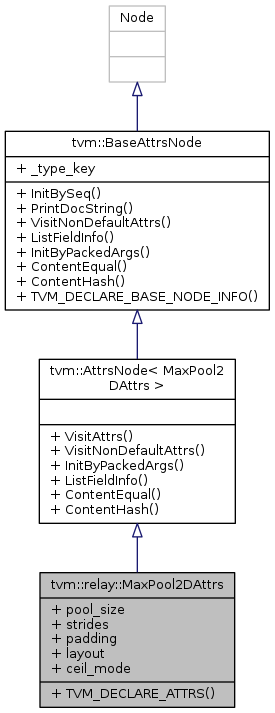 Node
tvm::BaseAttrsNode
+ _type_key
+ InitBySeq()
+ PrintDocString()
+ VisitNonDefaultAttrs()
+ ListFieldInfo()
+ InitByPackedArgs()
+ ContentEqual()
+ ContentHash()
+ TVM_DECLARE_BASE_NODE_INFO()
tvm::AttrsNode< MaxPool2
DAttrs >
+ VisitAttrs()
+ VisitNonDefaultAttrs()
+ InitByPackedArgs()
+ ListFieldInfo()
+ ContentEqual()
+ ContentHash()
tvm::relay::MaxPool2DAttrs
+ pool_size
+ strides
+ padding
+ layout
+ ceil_mode
+ TVM_DECLARE_ATTRS()